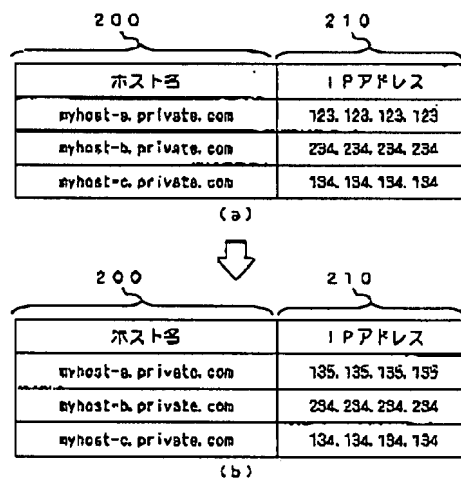 200 210
ホスト名 IPアドレス
myhost-a.private.com 123.123.123.123
myhost-b.private.com 234.234.234.234
myhost-c.private.com 134.134.134.134
(a)
200 210
ホスト名 IPアドレス
myhost-a.private.com 135.135.135.135
myhost-b.private.com 234.234.234.234
myhost-c.private.com 134.134.134.134
(b)